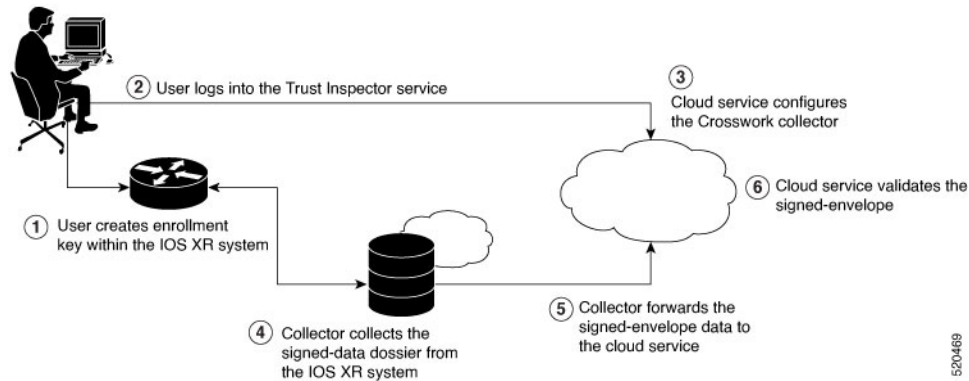 ② User logs into the Trust Inspector service
③
Cloud service configures
the Crosswork collector
① User creates enrollment
key within the IOS XR system
⑥ Cloud service validates the
signed-envelope
④ Collector collects the
signed-data dossier from
the IOS XR system
⑤ Collector forwards the
signed-envelope data to
the cloud service
520469